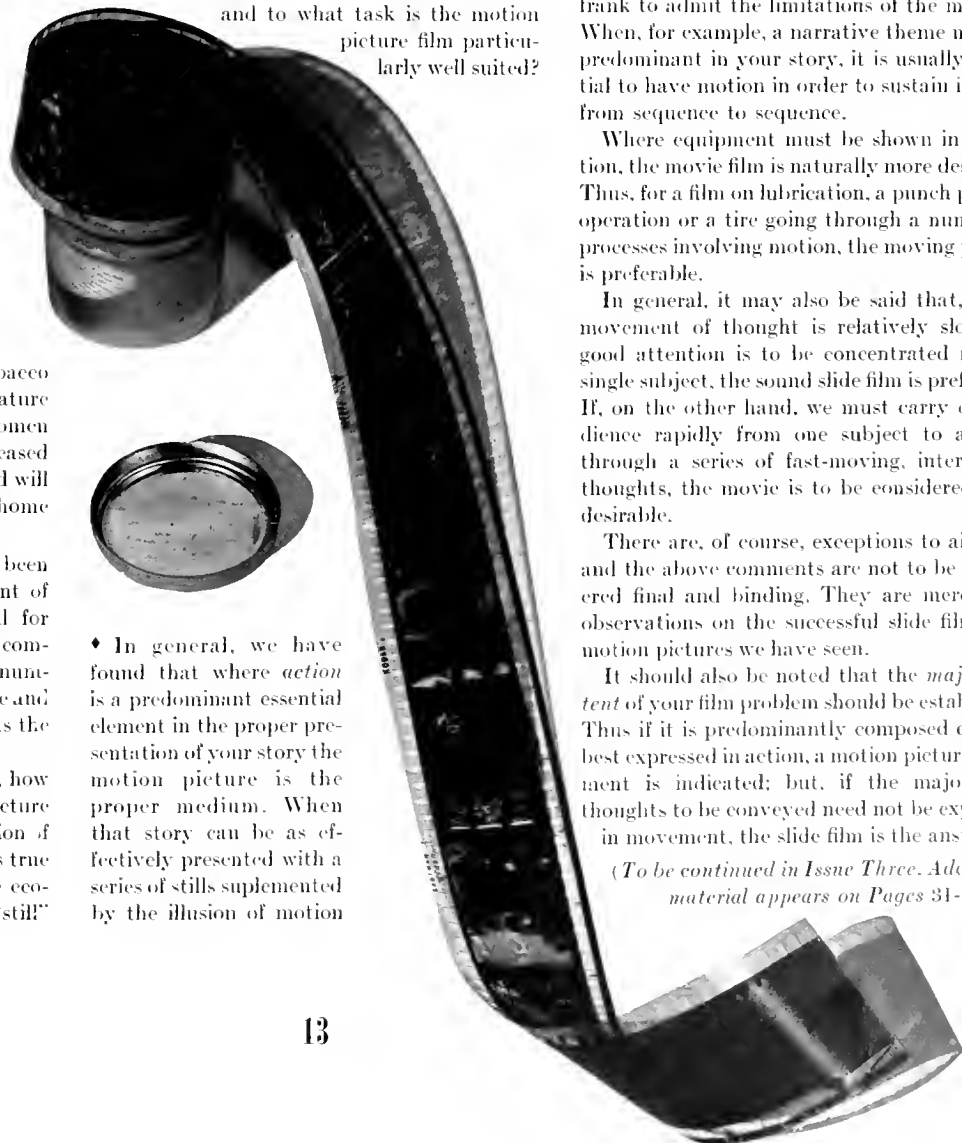 and to what task is the motion
picture film particu-
larly well suited?
bacco
ature
omen
eased
d will
home
been
nt of
l for
com-
num-
e and
s the
how
cture
ion of
s true
eco-
"still"
♦ In general, we have
found that where action
is a predominant essential
element in the proper pre-
sentation of your story the
motion picture is the
proper medium. When
that story can be as ef-
fectively presented with a
series of stills suplemented
by the illusion of motion
frank to admit the limitations of the m
When, for example, a narrative theme m
predominant in your story, it is usually
tial to have motion in order to sustain i
from sequence to sequence.
Where equipment must be shown in
tion, the movie film is naturally more des
Thus, for a film on lubrication, a punch p
operation or a tire going through a num
processes involving motion, the moving
is preferable.
In general, it may also be said that,
movement of thought is relatively slo
good attention is to be concentrated
single subject, the sound slide film is pref
If, on the other hand, we must carry
dience rapidly from one subject to a
through a series of fast-moving, inter
thoughts, the movie is to be considere
desirable.
There are, of course, exceptions to
and the above comments are not to be
ered final and binding. They are mer
observations on the successful slide fil
motion pictures we have seen.
It should also be noted that the maj
tent of your film problem should be estal
Thus if it is predominantly composed
best expressed in action, a motion pictur
ment is indicated; but, if the major
thoughts to be conveyed need not be ex
in movement, the slide film is the ans
(To be continued in Issue Three. Add
material appears on Pages 31-
13